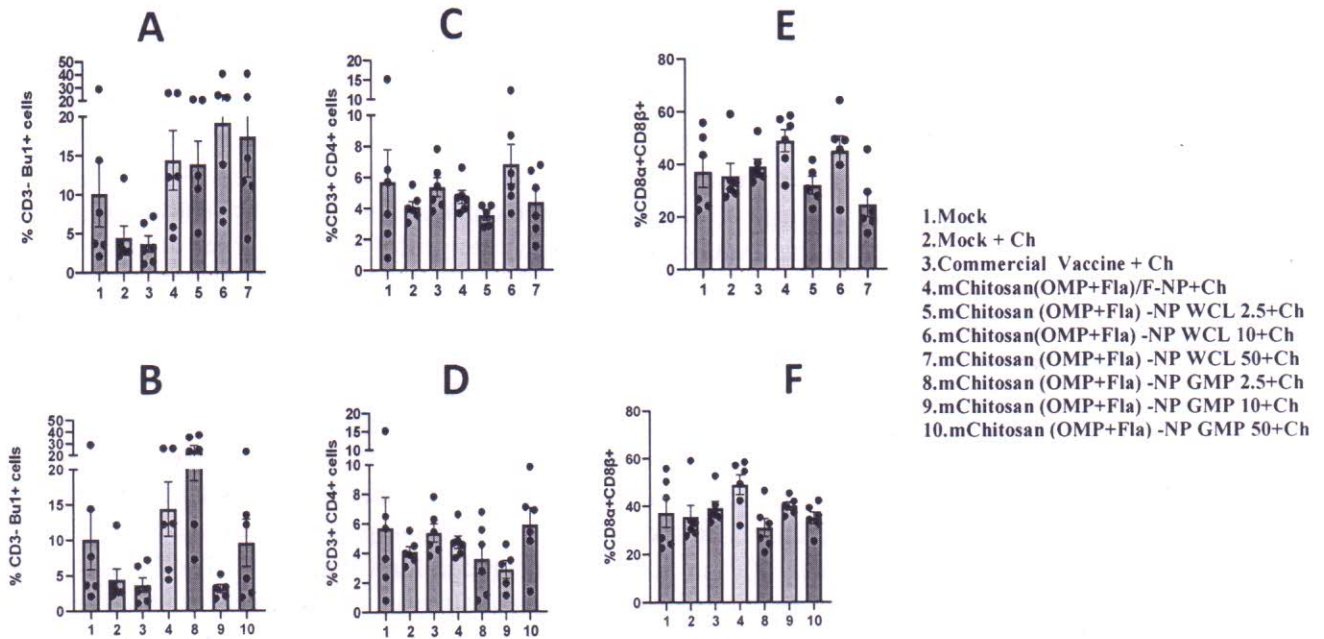 A
% CD3- Bu1+ cells
50
40
30
20
20
15
10
5
0
1 2 3 4 5 6 7
C
%CD3+ CD4+ cells
20
15
10
8
6
4
2
0
1 2 3 4 5 6 7
E
%CD8α+CD8β+
80
60
40
20
0
1 2 3 4 5 6 7
B
% CD3- Bu1+ cells
50
40
30
20
20
15
10
5
0
1 2 3 4 8 9 10
D
%CD3+ CD4+ cells
20
15
10
8
6
4
2
0
1 2 3 4 8 9 10
F
%CD8α+CD8β+
80
60
40
20
0
1 2 3 4 8 9 10
1.Mock
2.Mock + Ch
3.Commercial Vaccine + Ch
4.mChitosan(OMP+Fla)/F-NP+Ch
5.mChitosan (OMP+Fla) -NP WCL 2.5+Ch
6.mChitosan(OMP+Fla) -NP WCL 10+Ch
7.mChitosan (OMP+Fla) -NP WCL 50+Ch
8.mChitosan (OMP+Fla) -NP GMP 2.5+Ch
9.mChitosan (OMP+Fla) -NP GMP 10+Ch
10.mChitosan (OMP+Fla) -NP GMP 50+Ch